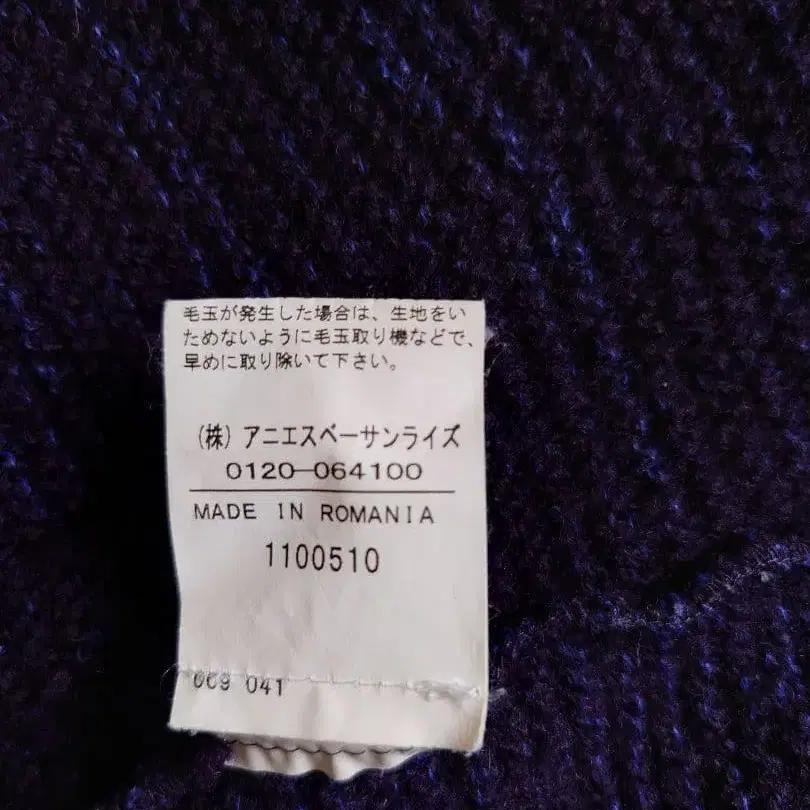 毛玉が発生した場合は、生地をい
ためないように毛玉取り機などで、
早めに取り除いて下さい。
(株) アニエスベーサンライズ
0120-064100
MADE IN ROMANIA
1100510
009 041